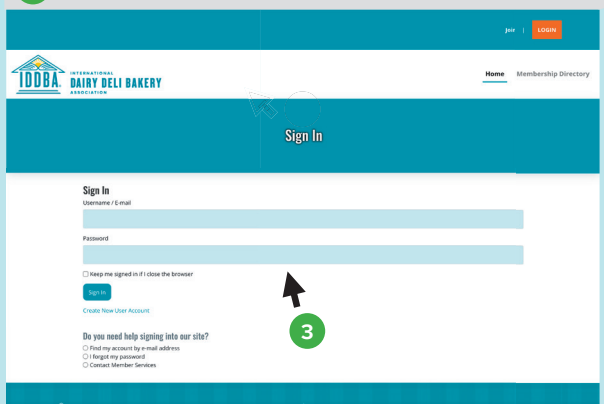 Join | LOGIN
IDDBA
INTERNATIONAL
DAIRY DELI BAKERY
ASSOCIATION
Home Membership Directory
Sign In
Sign In
Username / E-mail
Password
Keep me signed in if I close the browser
Sign In
Create New User Account
3
Do you need help signing into our site?
Find my account by e-mail address
I forgot my password
Contact Member Services